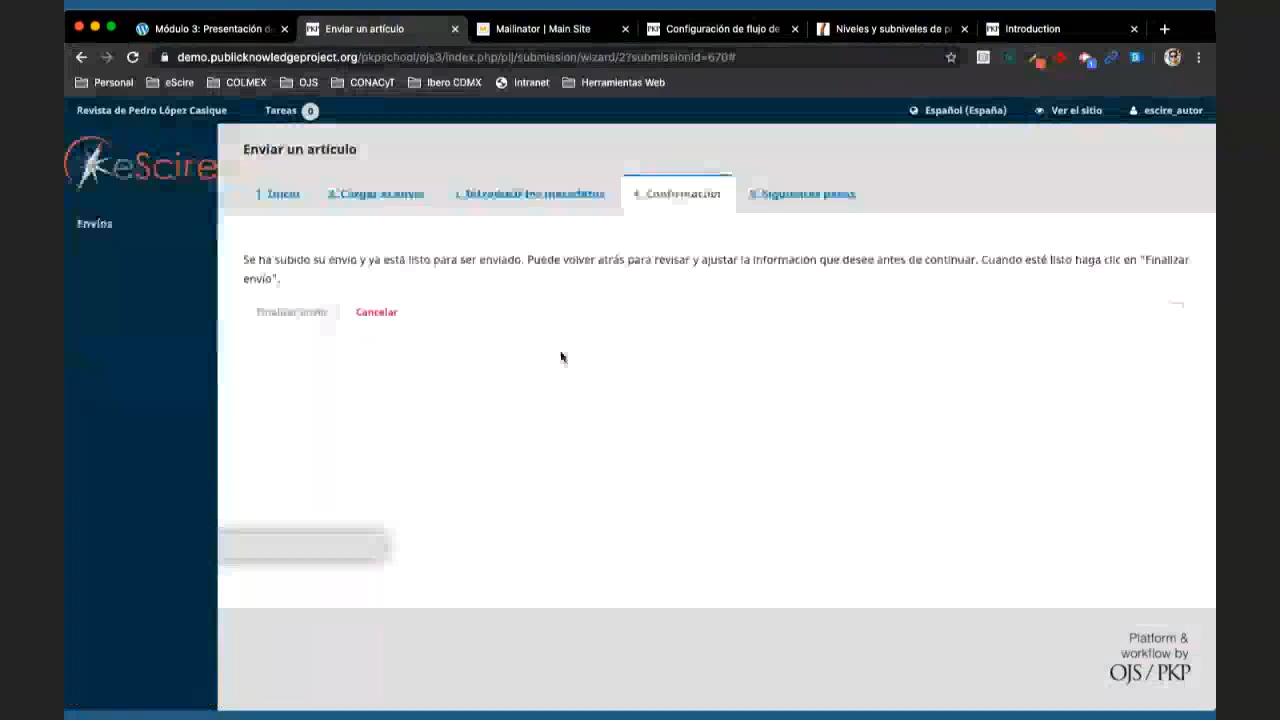 Módulo 3: Presentación d
Enviar un artículo
Mailinator | Main Site
Configuración de flujo de
Niveles y subniveles de p
Introduction
demo.publicknowledgeproject.org/pkpschool/ojs3/index.php/plj/submission/wizard/2?submissionId=670#
Personal
eScire
COLMEX
OJS
CONACyT
Ibero CDMX
Intranet
Herramientas Web
Revista de Pedro López Casique
Tareas 0
Español (España)
Ver el sitio
escire_autor
eScire
Envíos
Enviar un artículo
1. Inicio
2. Cargar el envío
3. Introducir los metadatos
4. Confirmación
5. Siguientes pasos
Se ha subido su envío y ya está listo para ser enviado. Puede volver atrás para revisar y ajustar la información que desee antes de continuar. Cuando esté listo haga clic en "Finalizar
envío".
Finalizar envío
Cancelar
Platform &
workflow by
OJS / PKP